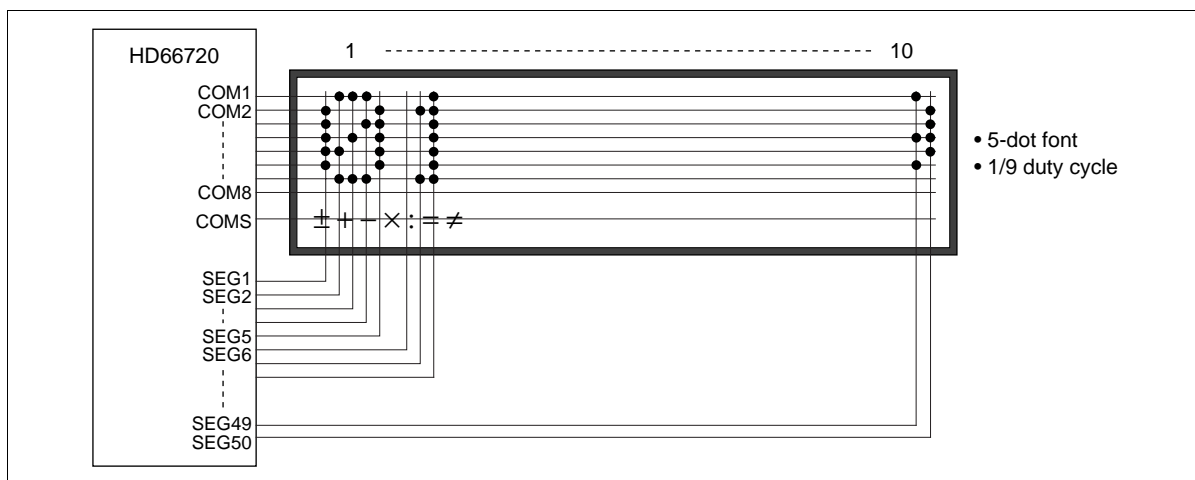 HD66720
1 10
COM1
COM2
COM8
COMS
± + − × : = ≠
SEG1
SEG2
SEG5
SEG6
SEG49
SEG50
• 5-dot font
• 1/9 duty cycle